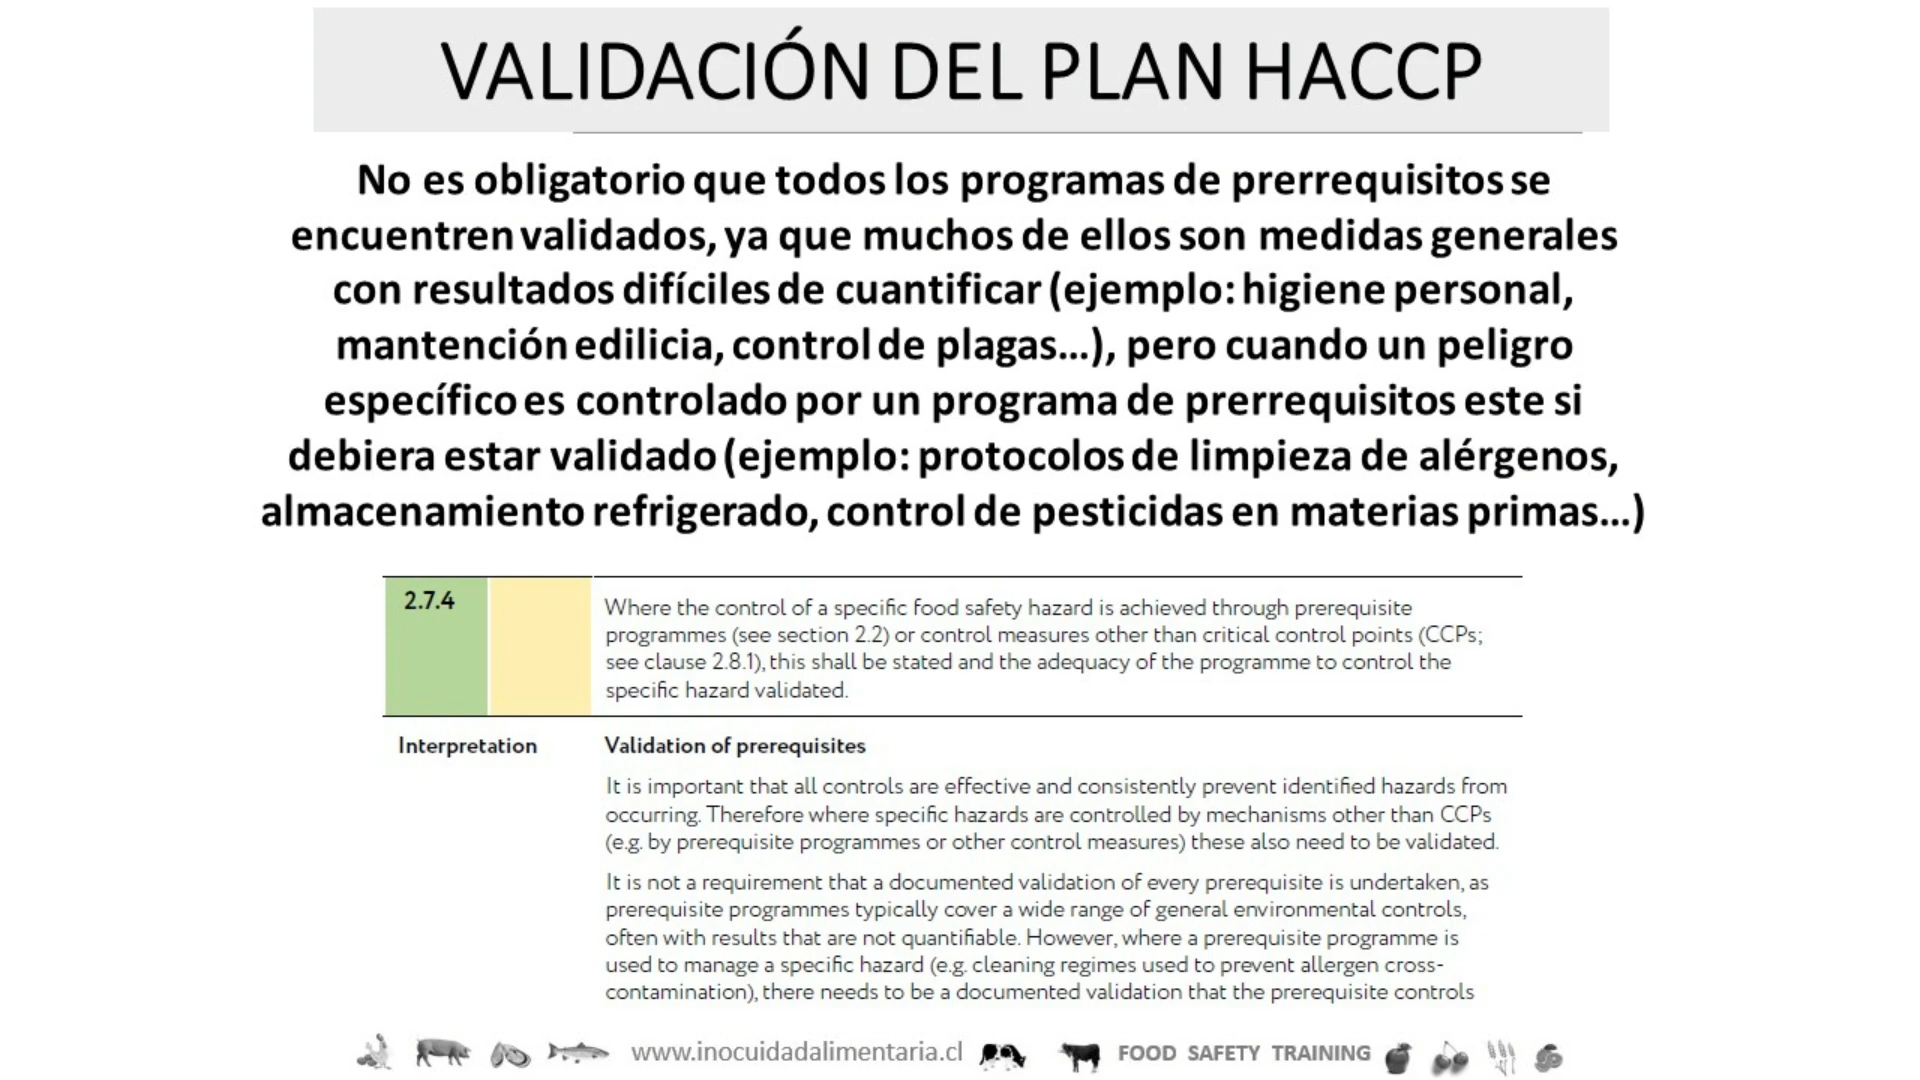 VALIDACIÓN DEL PLAN HACCP
No es obligatorio que todos los programas de prerrequisitos se
encuentren validados, ya que muchos de ellos son medidas generales
con resultados difíciles de cuantificar (ejemplo: higiene personal,
mantención edilicia, control de plagas...), pero cuando un peligro
específico es controlado por un programa de prerrequisitos este si
debiera estar validado (ejemplo: protocolos de limpieza de alérgenos,
almacenamiento refrigerado, control de pesticidas en materias primas...)
2.7.4
Where the control of a specific food safety hazard is achieved through prerequisite
programmes (see section 2.2) or control measures other than critical control points (CCPs;
see clause 2.8.1), this shall be stated and the adequacy of the programme to control the
specific hazard validated.
Interpretation
Validation of prerequisites
It is important that all controls are effective and consistently prevent identified hazards from
occurring. Therefore where specific hazards are controlled by mechanisms other than CCPs
(e.g. by prerequisite programmes or other control measures) these also need to be validated.
It is not a requirement that a documented validation of every prerequisite is undertaken, as
prerequisite programmes typically cover a wide range of general environmental controls,
often with results that are not quantifiable. However, where a prerequisite programme is
used to manage a specific hazard (e.g. cleaning regimes used to prevent allergen cross-
contamination), there needs to be a documented validation that the prerequisite controls
www.inocuidadalimentaria.cl
FOOD SAFETY TRAINING